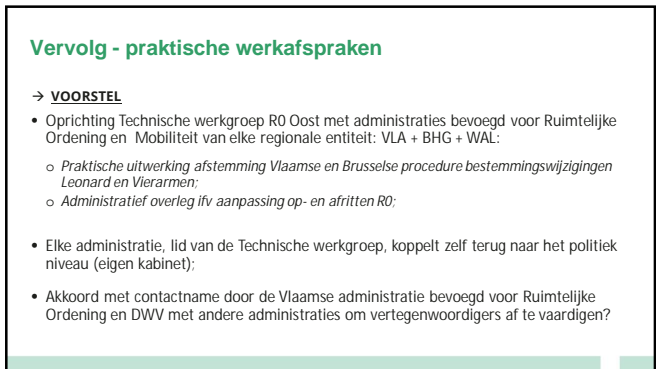 Vervolg - praktische werkafspraken
→ VOORSTEL
• Oprichting Technische werkgroep R0 Oost met administraties bevoegd voor Ruimtelijke
Ordening en Mobiliteit van elke regionale entiteit: VLA + BHG + WAL:
o Praktische uitwerking afstemming Vlaamse en Brusselse procedure bestemmingswijzigingen
Leonard en Vierarmen;
o Administratief overleg ifv aanpassing op- en afritten R0;
• Elke administratie, lid van de Technische werkgroep, koppelt zelf terug naar het politiek
niveau (eigen kabinet);
• Akkoord met contactname door de Vlaamse administratie bevoegd voor Ruimtelijke
Ordening en DWV met andere administraties om vertegenwoordigers af te vaardigen?